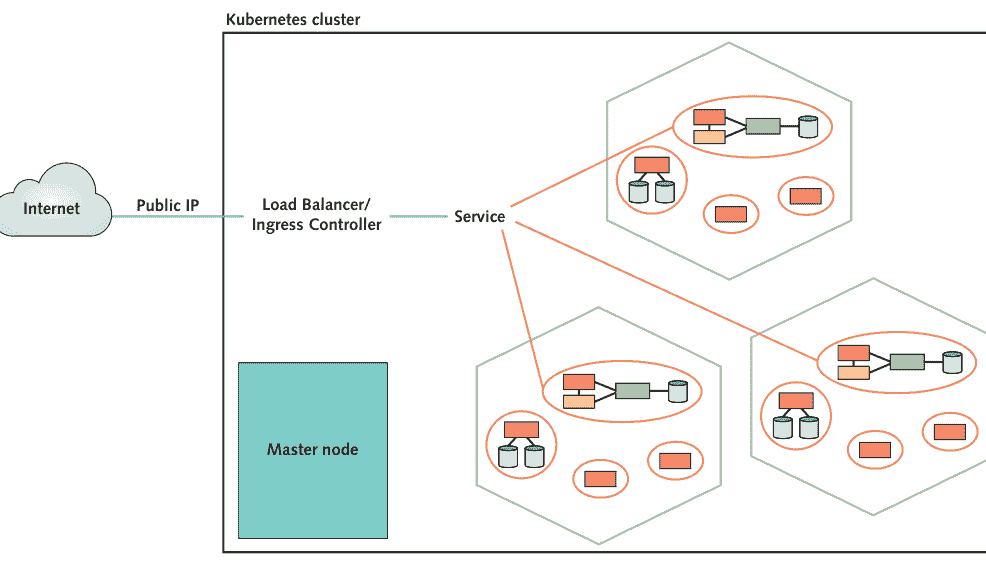 Kubernetes cluster
Internet
Public IP
Load Balancer/
Ingress Controller
Service
Master node